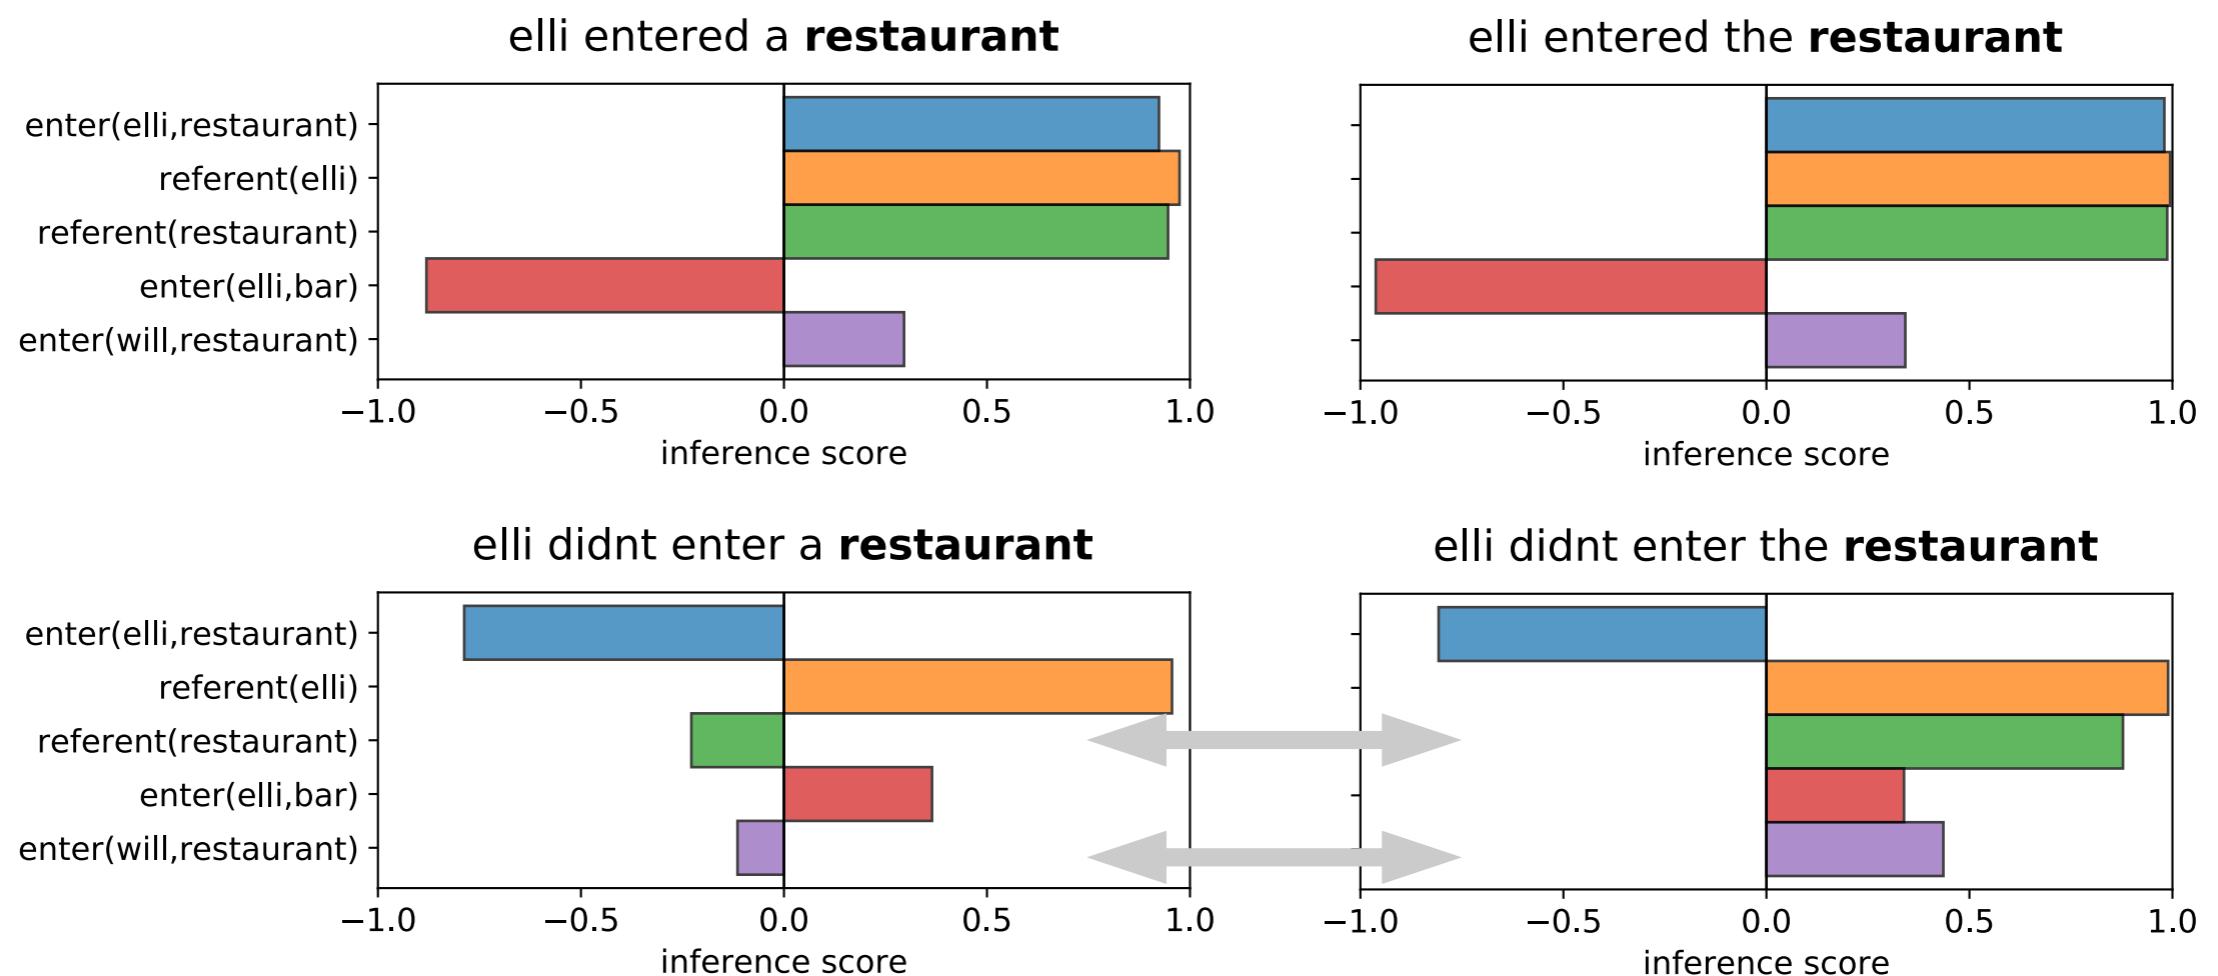 elli entered a restaurant
enter(elli,restaurant)
referent(elli)
referent(restaurant)
enter(elli,bar)
enter(will,restaurant)
−1.0 −0.5 0.0 0.5 1.0
inference score
elli entered the restaurant
−1.0 −0.5 0.0 0.5 1.0
inference score
elli didnt enter a restaurant
enter(elli,restaurant)
referent(elli)
referent(restaurant)
enter(elli,bar)
enter(will,restaurant)
−1.0 −0.5 0.0 0.5 1.0
inference score
elli didnt enter the restaurant
−1.0 −0.5 0.0 0.5 1.0
inference score